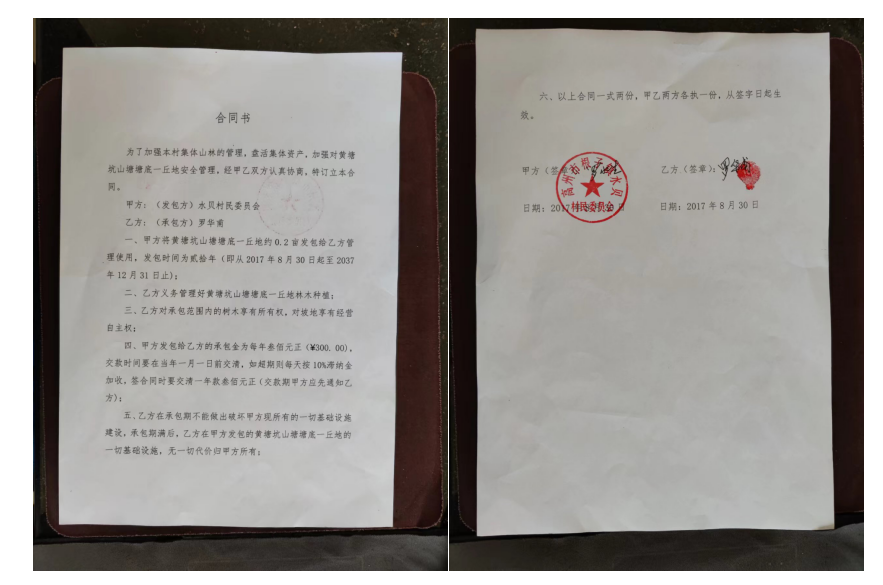 合同书
为了加强本村集体山林的管理，盘活集体资产，加强对黄塘
坑山塘塘底一丘地安全管理，经甲乙双方认真协商，特订立本合
同。
甲方：（发包方）水贝村民委员会
乙方：（承包方）罗华甫
一、甲方将黄塘坑山塘塘底一丘地约0.2亩发包给乙方管
理使用，发包时间为贰拾年（即从2017年8月30日起至2037
年12月31日止）；
二、乙方义务管理好黄塘坑山塘塘底一丘地林木种植；
三、乙方对承包范围内的树木享有所有权，对坡地享有经营
自主权；
四、甲方发包给乙方的承包金为每年叁佰元正（¥300.00），
交款时间要在当年一月一日前交清，如超期则每天按10%滞纳金
加收，签合同时要交清一年款叁佰元正（交款期甲方应先通知乙
方）；
五、乙方在承包期不能做出破坏甲方现所有的一切基础设施
建设，承包期满后，乙方在甲方发包的黄塘坑山塘塘底一丘地的
一切基础设施，无一切代价归甲方所有；
六、以上合同一式两份，甲乙两方各执一份，从签字日起生
效。
甲方（签章）： 乙方（签章）：罗华甫
村民委员会
日期：2017 日 日期：2017年8月30日